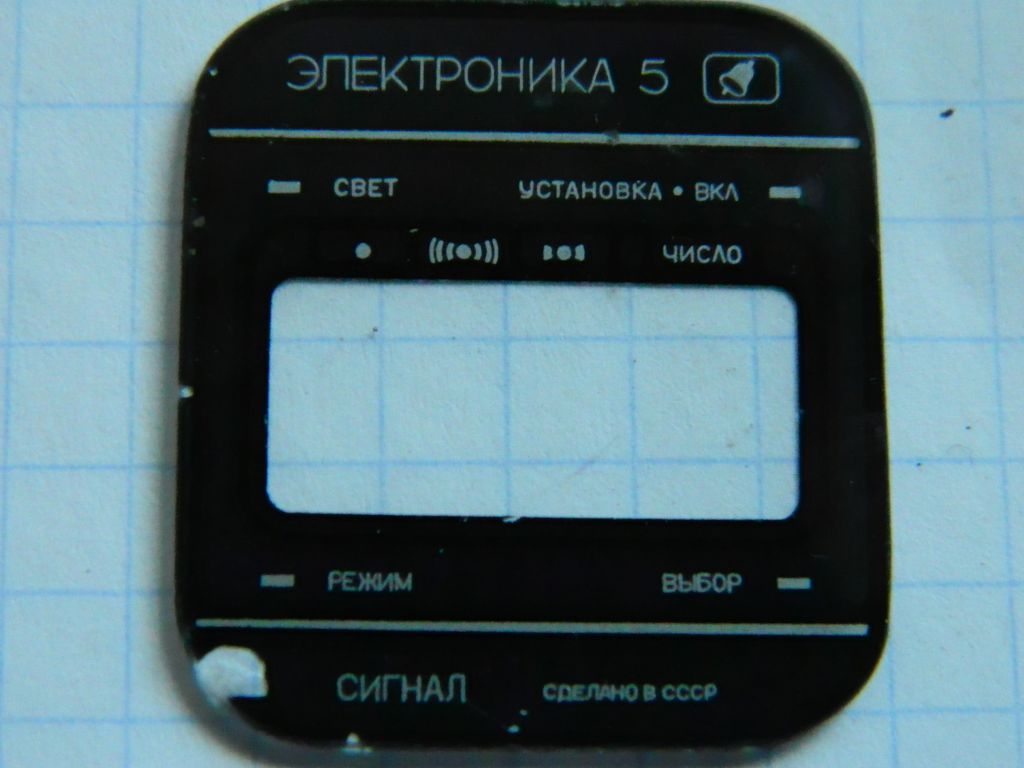 ЭЛЕКТРОНИКА 5
СВЕТ УСТАНОВКА • ВКЛ
ЧИСЛО
РЕЖИМ ВЫБОР
СИГНАЛ СДЕЛАНО В СССР